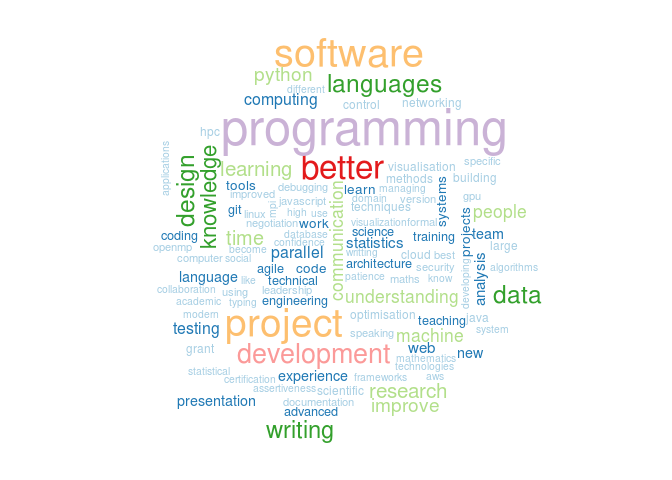 software
python
languages
different
computing
control
networking
hpc
programming
applications
design
knowledge
learning
better
visualisation
specific
methods
building
tools
debugging
learn
managing
systems
gpu
improved
javascript
domain
version
communication
techniques
people
git
linux
mpi
high
use
negotiation
work
visualization
formal
projects
coding
time
database
science
training
team
openmp
become
confidence
statistics
large
computer
social
parallel
writting
cloud
best
analysis
agile
code
architecture
security
algorithms
language
like
technical
patience
maths
know
developing
collaboration
using
leadership
understanding
data
academic
typing
engineering
modern
project
optimisation
teaching
java
testing
speaking
machine
system
grant
development
web
new
mathematics
statistical
technologies
certification
experience
frameworks
aws
assertiveness
scientific
research
presentation
documentation
improve
advanced
writing